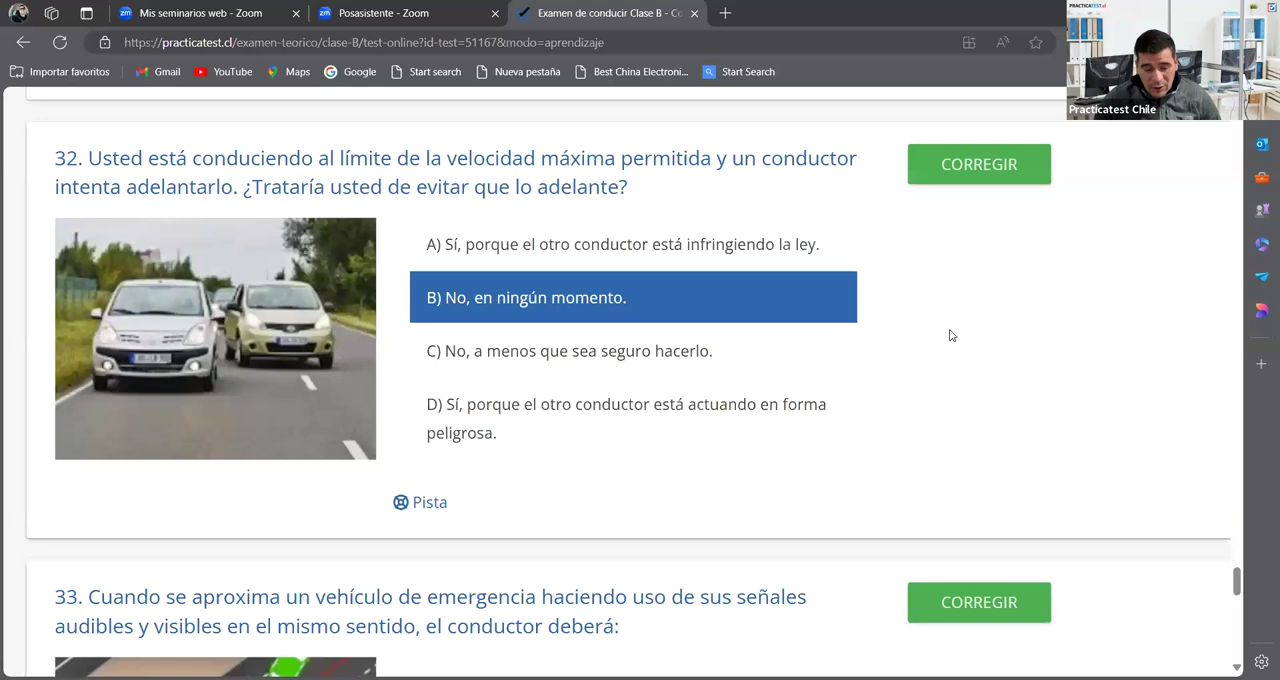 Mis seminarios web - Zoom
Posasistente - Zoom
Examen de conducir Clase B - Co
https://practicatest.cl/examen-teorico/clase-B/test-online?id-test=51167&modo=aprendizaje
Importar favoritos
Gmail
YouTube
Maps
Google
Start search
Nueva pestaña
Best China Electroni...
Start Search
PRACTICATEST.cl
Practicatest Chile
32. Usted está conduciendo al límite de la velocidad máxima permitida y un conductor
intenta adelantarlo. ¿Trataría usted de evitar que lo adelante?
CORREGIR
A) Sí, porque el otro conductor está infringiendo la ley.
B) No, en ningún momento.
C) No, a menos que sea seguro hacerlo.
D) Sí, porque el otro conductor está actuando en forma
peligrosa.
Pista
33. Cuando se aproxima un vehículo de emergencia haciendo uso de sus señales
audibles y visibles en el mismo sentido, el conductor deberá:
CORREGIR